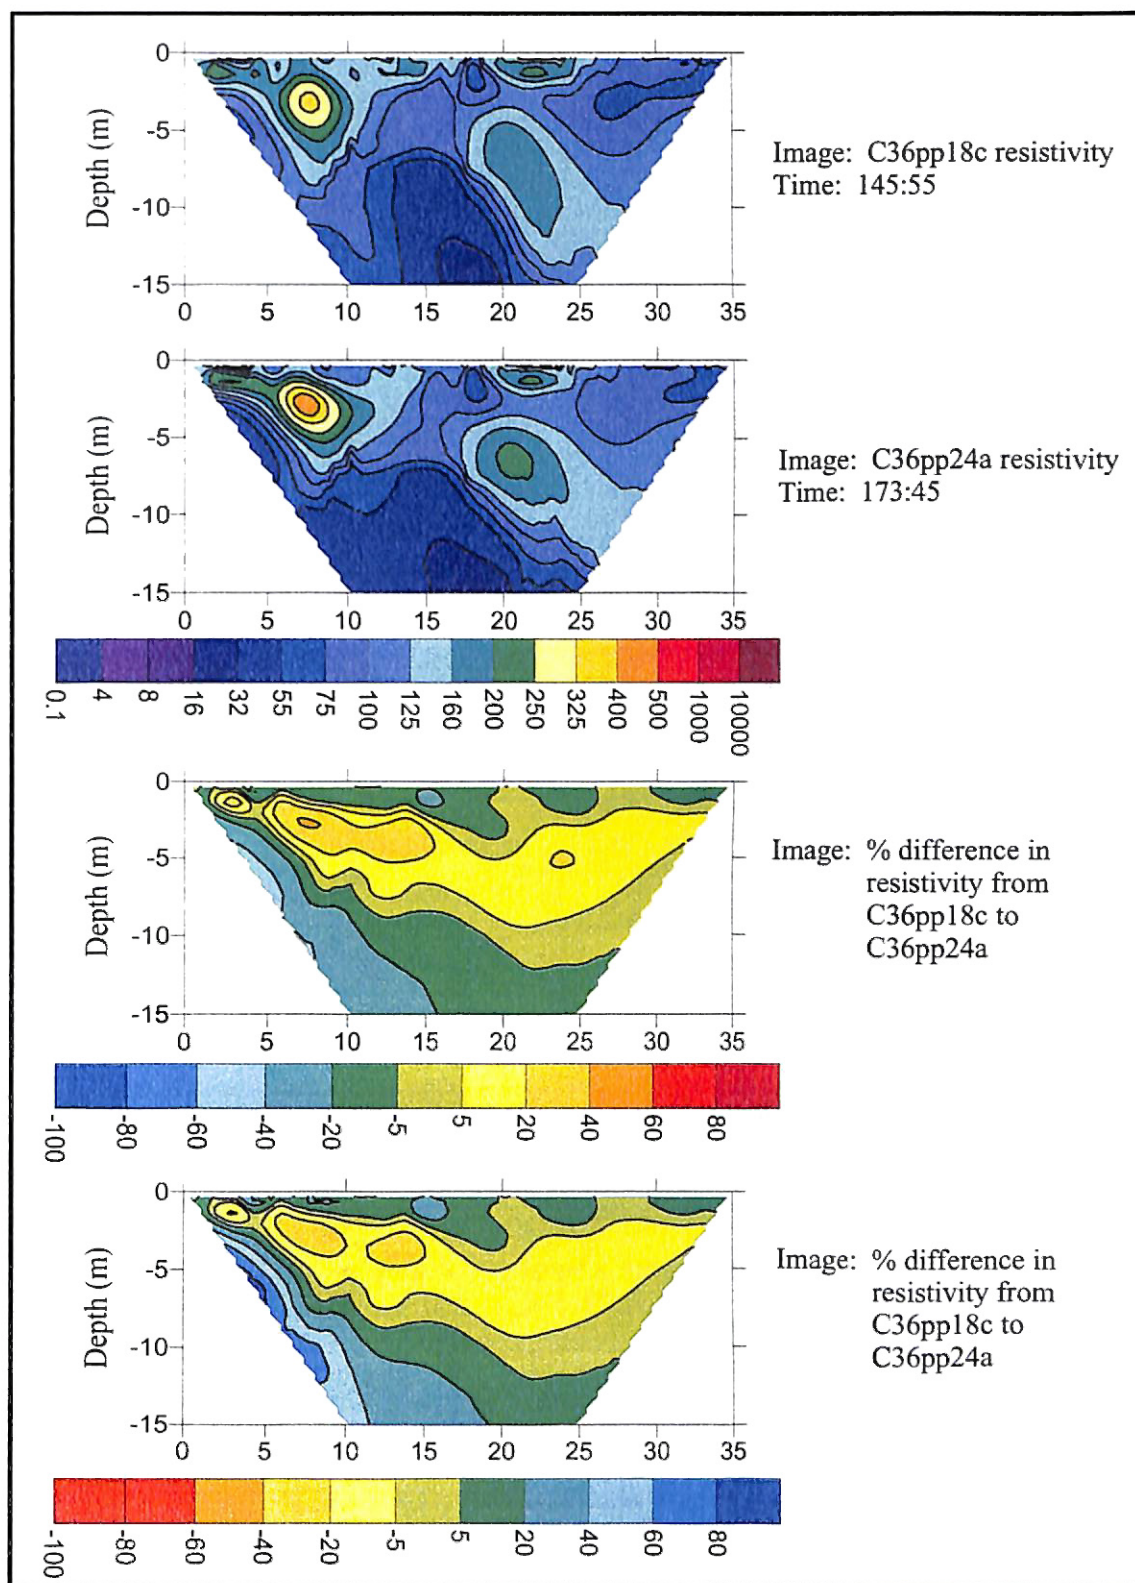 0
-5
-10
-15
Depth (m)
0 5 10 15 20 25 30 35
Image: C36pp18c resistivity
Time: 145:55
0
-5
-10
-15
Depth (m)
0 5 10 15 20 25 30 35
Image: C36pp24a resistivity
Time: 173:45
0.1 4 8 16 32 55 75 100 125 160 200 250 325 400 500 1000 10000
0
-5
-10
-15
Depth (m)
0 5 10 15 20 25 30 35
Image: % difference in
resistivity from
C36pp18c to
C36pp24a
-100 -80 -60 -40 -20 -5 5 20 40 60 80
0
-5
-10
-15
Depth (m)
0 5 10 15 20 25 30 35
Image: % difference in
resistivity from
C36pp18c to
C36pp24a
-100 -80 -60 -40 -20 -5 5 20 40 60 80